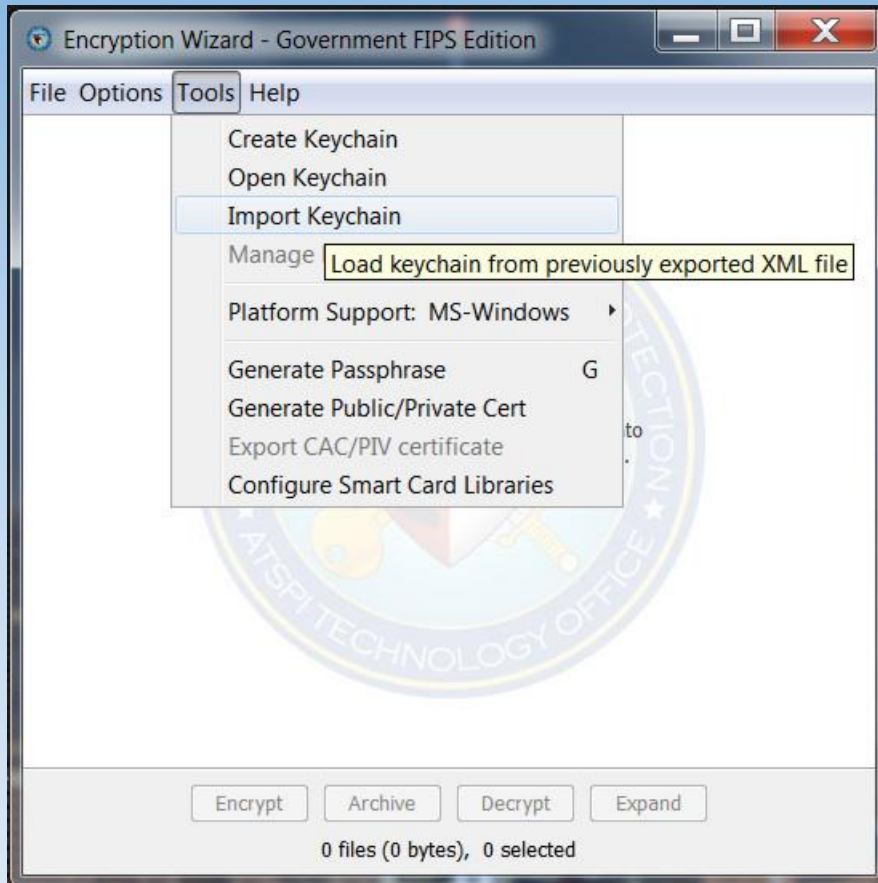 Encryption Wizard - Government FIPS Edition
File Options Tools Help
Create Keychain
Open Keychain
Import Keychain
Manage
Load keychain from previously exported XML file
Platform Support: MS-Windows
Generate Passphrase G
Generate Public/Private Cert
Export CAC/PIV certificate
to
.
Configure Smart Card Libraries
ATSPI TECHNOLOGY OFFICE
Encrypt Archive Decrypt Expand
0 files (0 bytes), 0 selected